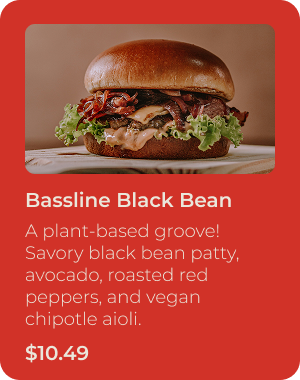 Bassline Black Bean
A plant-based groove!
Savory black bean patty,
avocado, roasted red
peppers, and vegan
chipotle aioli.
$10.49